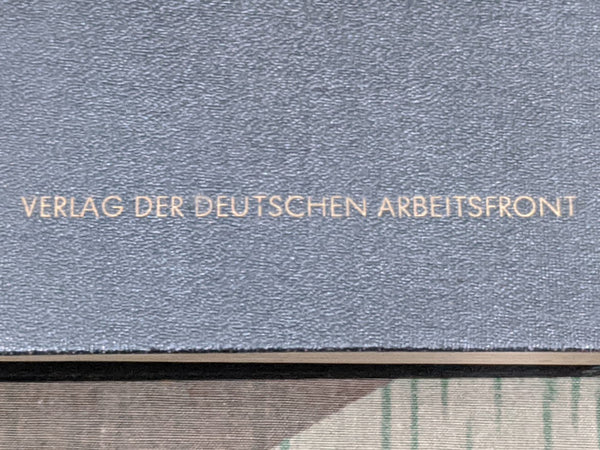 VERLAG DER DEUTSCHEN ARBEITSFRONT